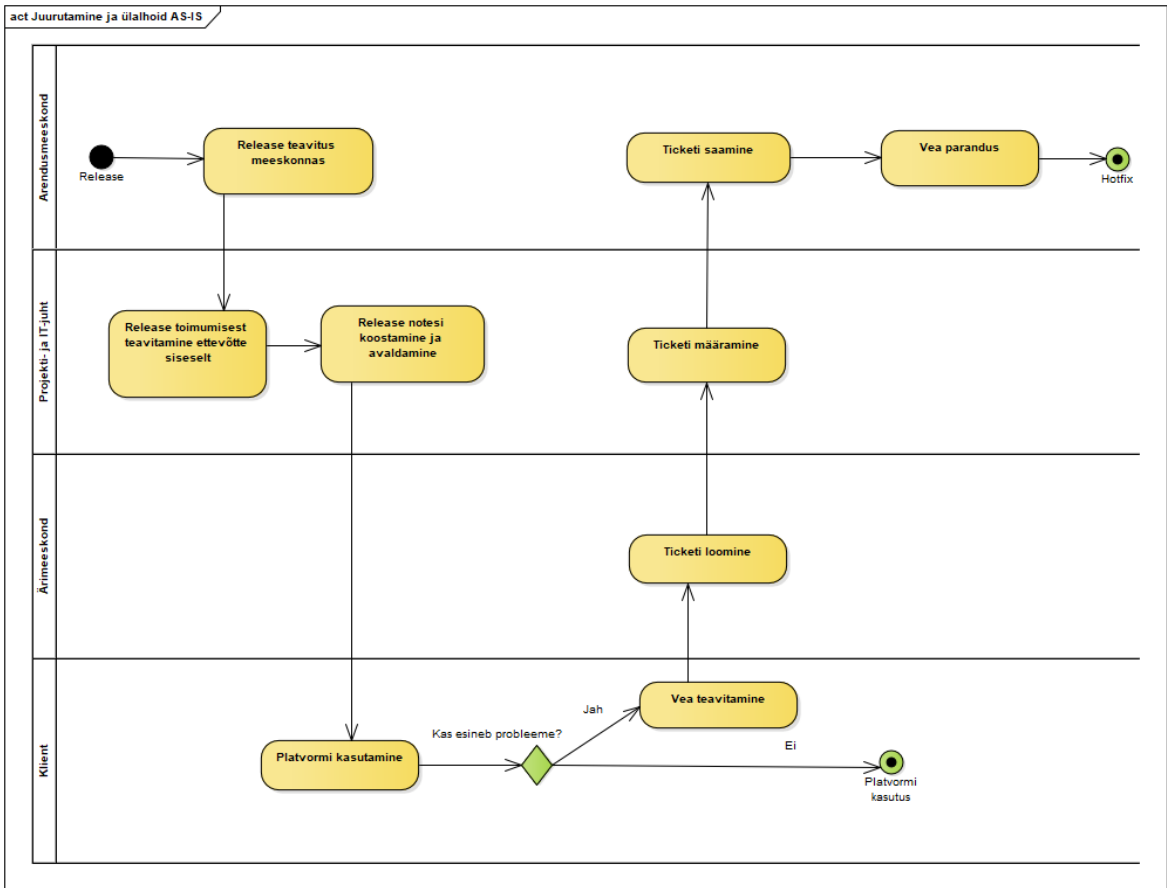 act Juurutamine ja ülalhoid AS-IS
Arendusmeeskond
Release
Release teavitus
meeskonnas
Ticketi saamine
Vea parandus
Hotfix
Projekti- ja IT-juht
Release toimumisest
teavitamine ettevõtte
siseselt
Release notesi
koostamine ja
avaldamine
Ticketi määramine
Ärimeeskond
Ticketi loomine
Klient
Platvormi kasutamine
Kas esineb probleeme?
Jah
Vea teavitamine
Ei
Platvormi
kasutus